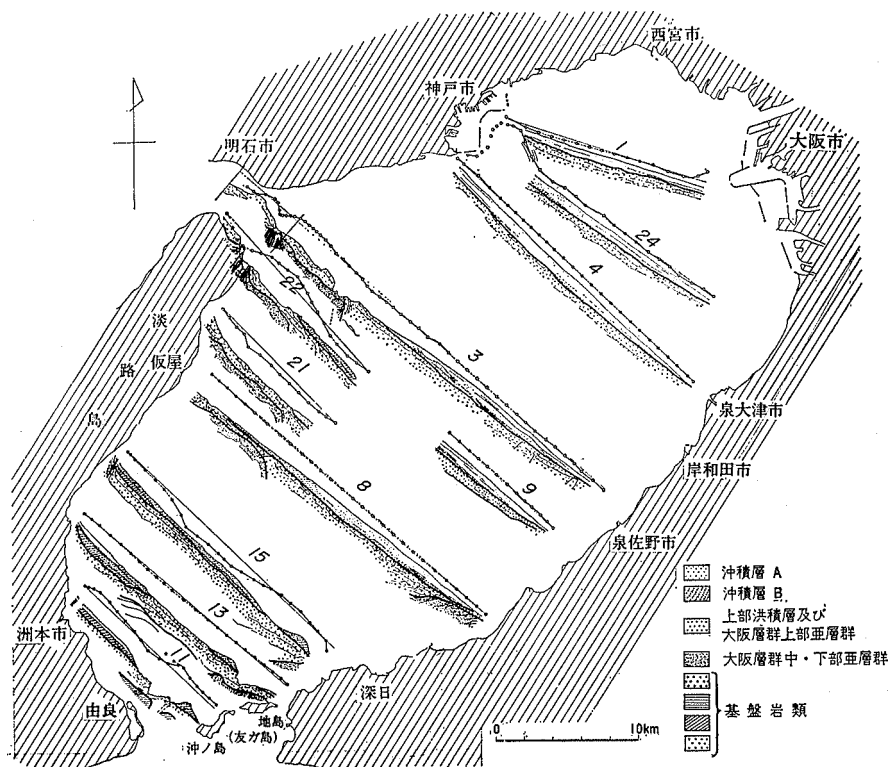 西宮市
神戸市
大阪市
明石市
1
24
4
22
淡路島
仮屋
21
3
8
9
泉大津市
岸和田市
泉佐野市
15
13
11
洲本市
由良
沖ノ島
地島
(友ガ島)
深日
0 10km
沖積層 A
沖積層 B
上部洪積層及び
大阪層群上部亜層群
大阪層群中・下部亜層群
基盤岩類